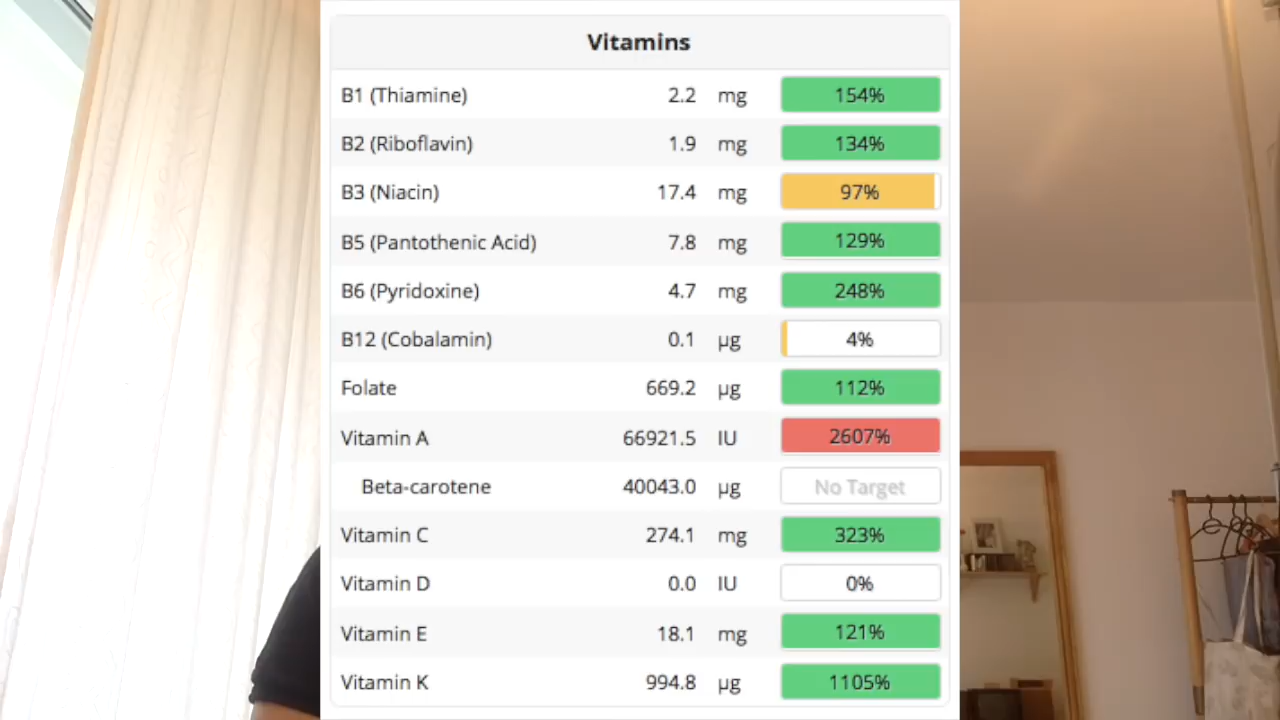 Vitamins
B1 (Thiamine) 2.2 mg 154%
B2 (Riboflavin) 1.9 mg 134%
B3 (Niacin) 17.4 mg 97%
B5 (Pantothenic Acid) 7.8 mg 129%
B6 (Pyridoxine) 4.7 mg 248%
B12 (Cobalamin) 0.1 µg 4%
Folate 669.2 µg 112%
Vitamin A 66921.5 IU 2607%
Beta-carotene 40043.0 µg No Target
Vitamin C 274.1 mg 323%
Vitamin D 0.0 IU 0%
Vitamin E 18.1 mg 121%
Vitamin K 994.8 µg 1105%